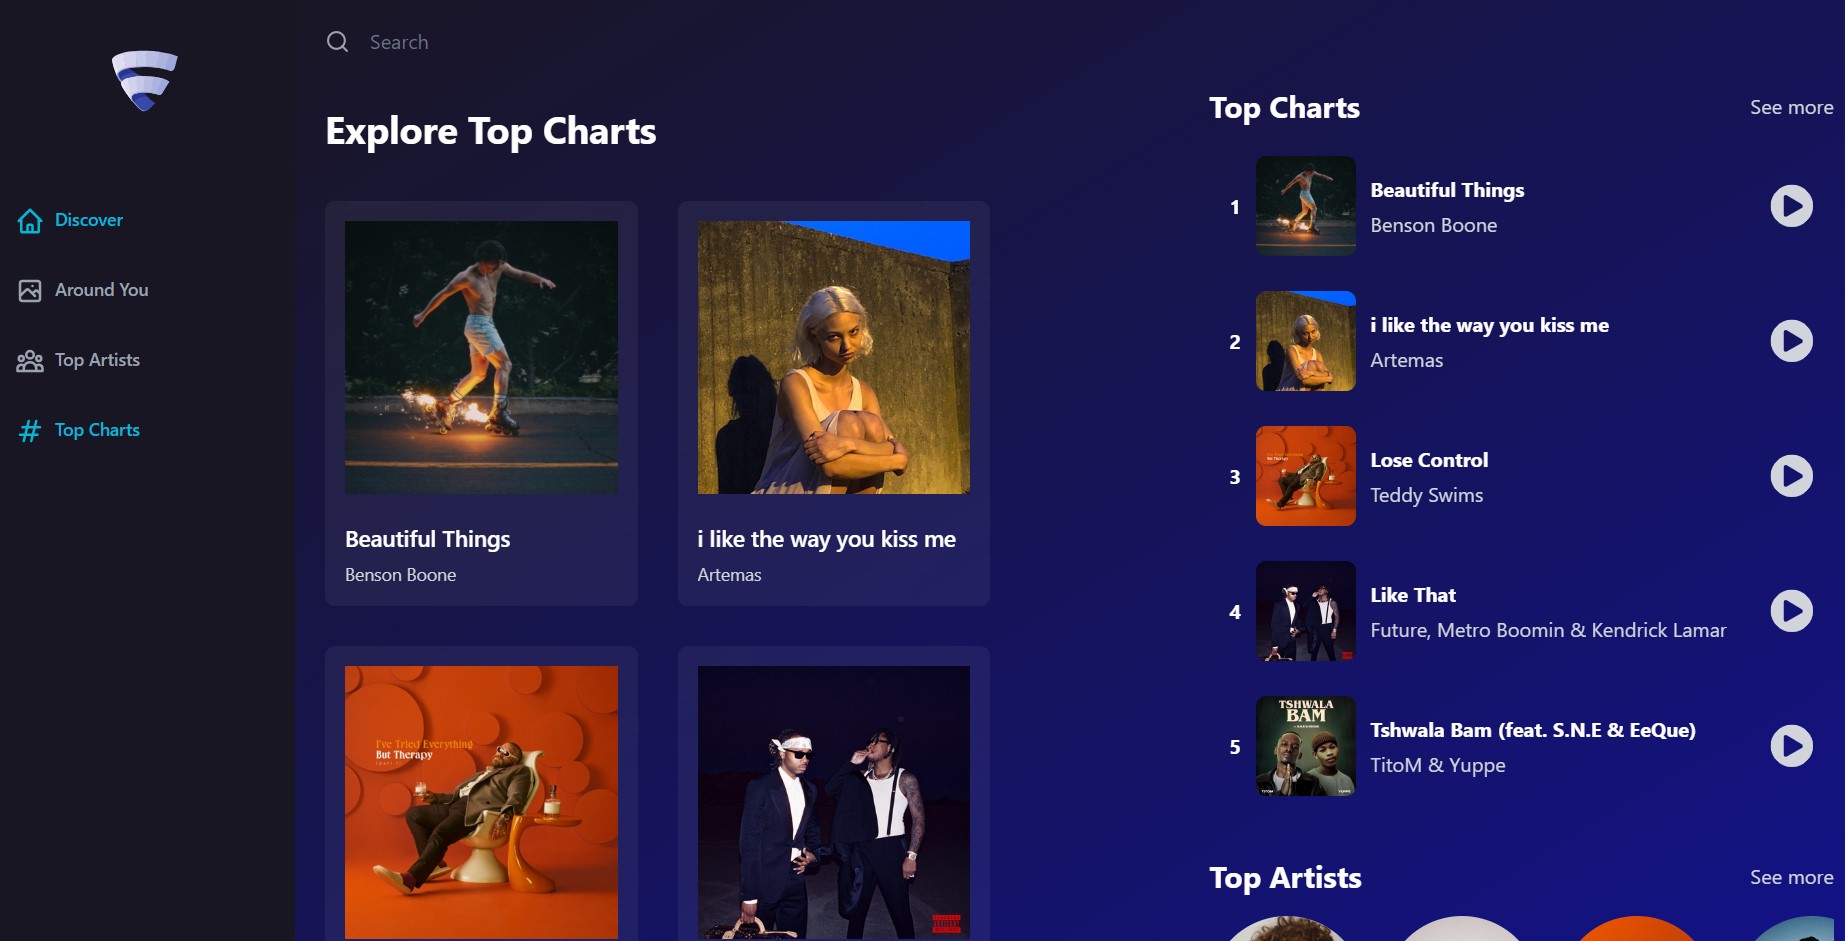 Search
Explore Top Charts
Discover
Around You
Top Artists
Top Charts
Beautiful Things
Benson Boone
i like the way you kiss me
Artemas
I've Tried Everything
But Therapy
Top Charts
See more
1
Beautiful Things
Benson Boone
2
i like the way you kiss me
Artemas
3
Lose Control
Teddy Swims
4
Like That
Future, Metro Boomin & Kendrick Lamar
5
TSHWALA
BAM
Tshwala Bam (feat. S.N.E & EeQue)
TitoM & Yuppe
Top Artists
See more